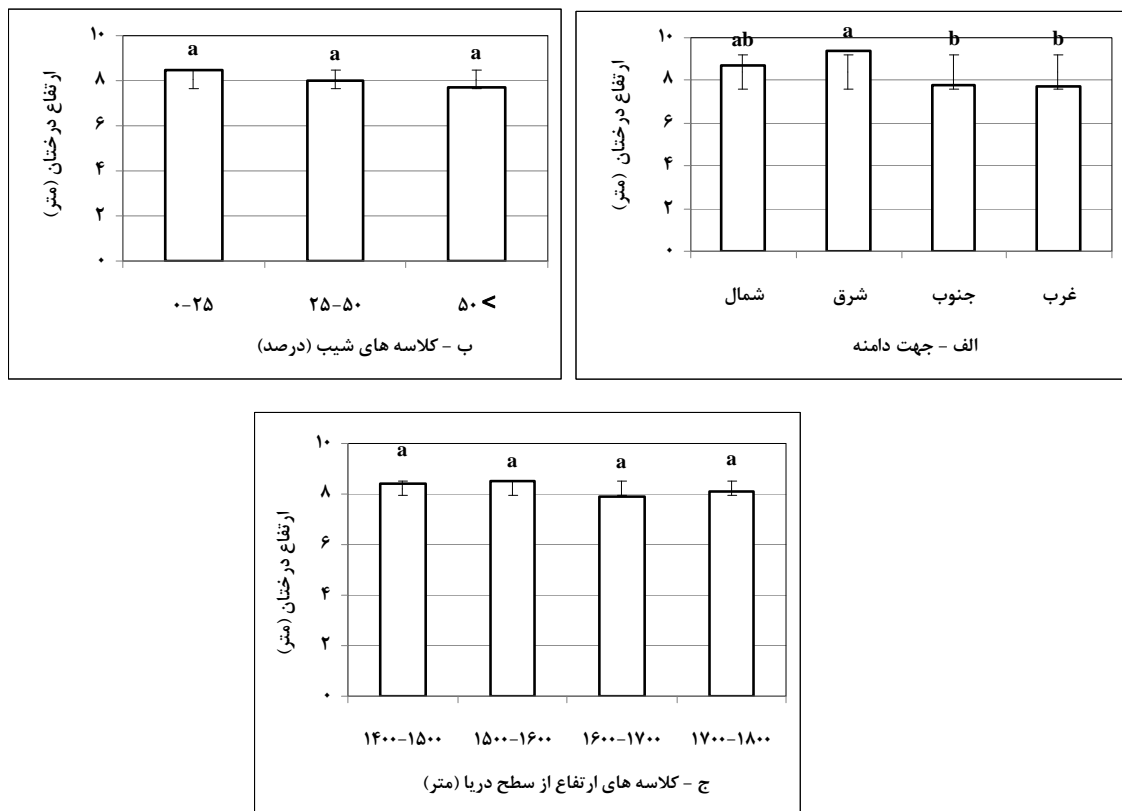 ارتفاع درختان (متر)
۱۰
۸
۶
۴
۲
۰
ab
a
b
b
شمال
شرق
جنوب
غرب
الف - جهت دامنه
ارتفاع درختان (متر)
۱۰
۸
۶
۴
۲
۰
a
a
a
۰-۲۵
۲۵-۵۰
۵۰ <
ب - کلاسه های شیب (درصد)
ارتفاع درختان (متر)
۱۰
۸
۶
۴
۲
۰
a
a
a
a
۱۴۰۰-۱۵۰۰
۱۵۰۰-۱۶۰۰
۱۶۰۰-۱۷۰۰
۱۷۰۰-۱۸۰۰
ج - کلاسه های ارتفاع از سطح دریا (متر)